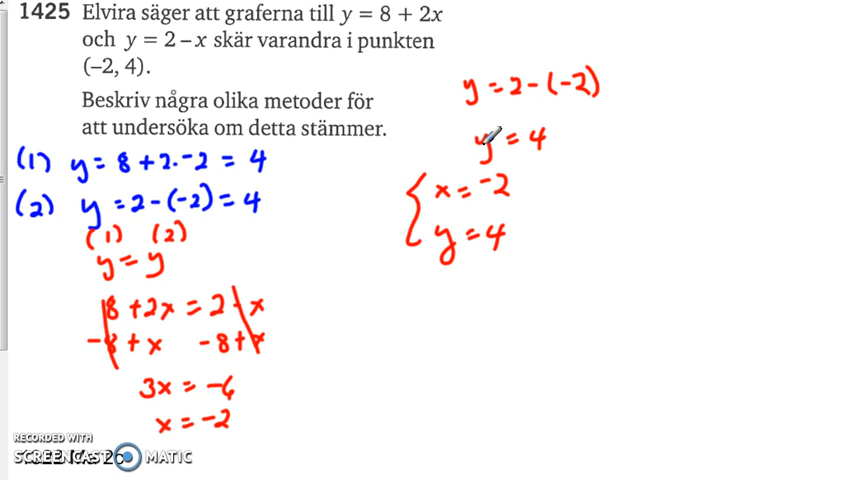 1425 Elvira säger att graferna till y = 8 + 2x
och y = 2 – x skär varandra i punkten
(–2, 4).
Beskriv några olika metoder för
att undersöka om detta stämmer.
(1) y = 8 + 2·-2 = 4
(2) y = 2-(-2) = 4
(1) (2)
y = y
8 + 2x = 2 - x
-8 + x -8 + x
3x = -6
x = -2
y = 2-(-2)
y = 4
{ x = -2
y = 4
RECORDED WITH
SCREENCAST MATIC